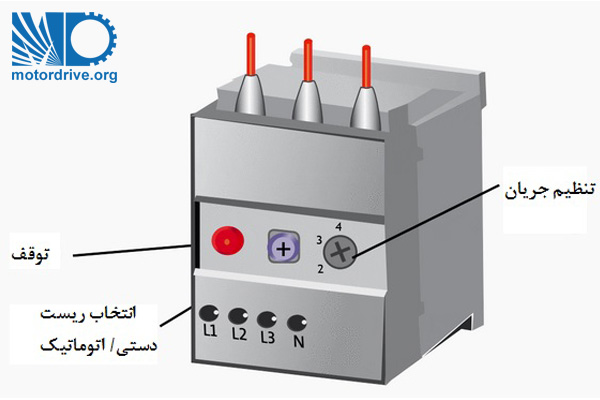 motordrive.org
تنظیم جریان
4
3
2
توقف
انتخاب ریست
دستی/ اتوماتیک
L1 L2 L3 N